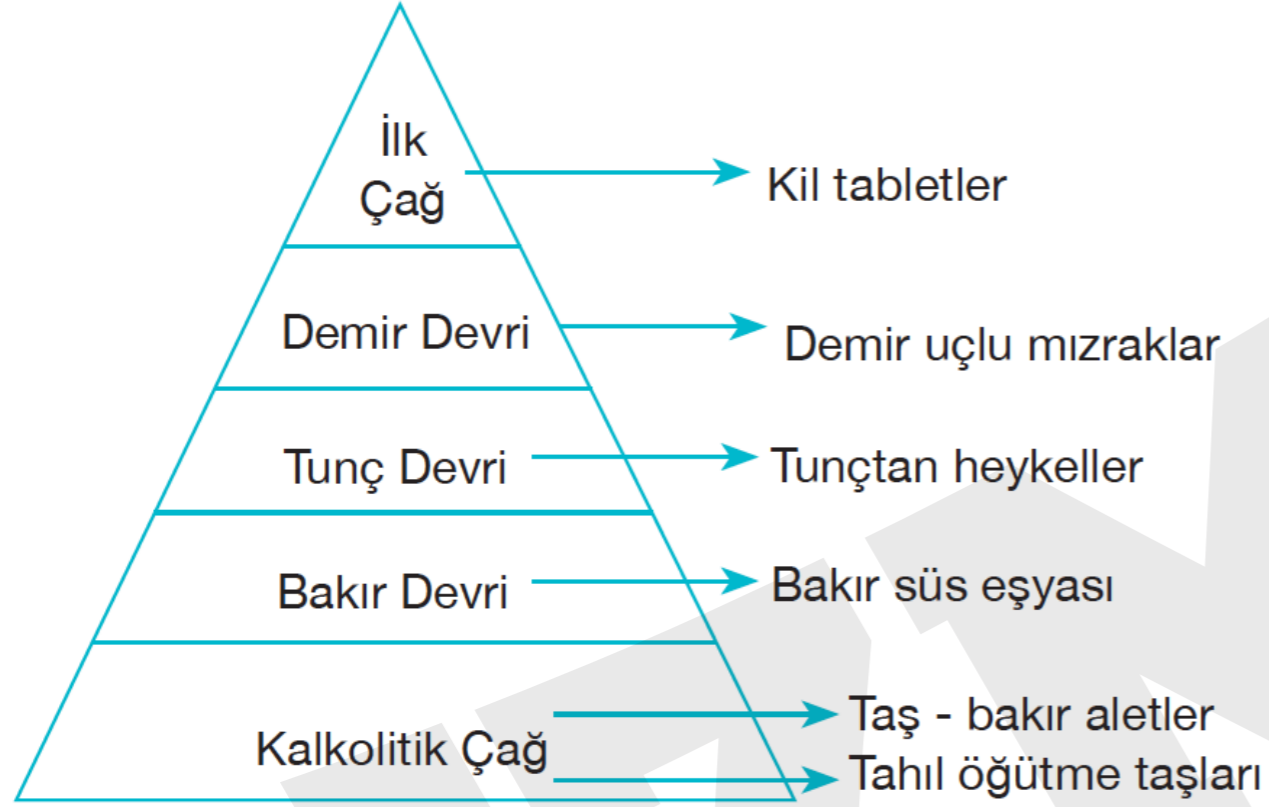 İlk
Çağ
Kil tabletler
Demir Devri
Demir uçlu mızraklar
Tunç Devri
Tunçtan heykeller
Bakır Devri
Bakır süs eşyası
Kalkolitik Çağ
Taş - bakır aletler
Tahıl öğütme taşları